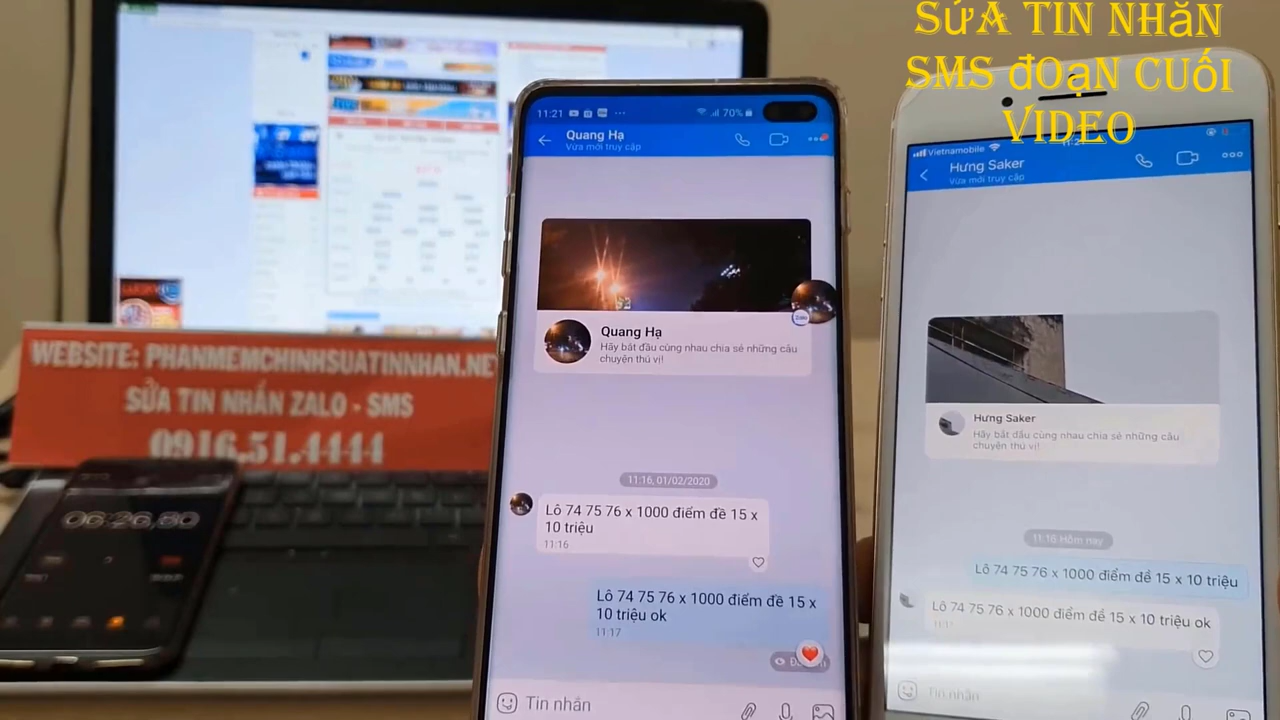 SỬA TIN NHẮN
SMS ĐOẠN CUỐI
VIDEO
11:21
70%
Quang Hạ
Vừa mới truy cập
Quang Hạ
Hãy bắt đầu cùng nhau chia sẻ những câu
chuyện thú vị!
Zalo
11:16, 01/02/2020
Lô 74 75 76 x 1000 điểm đề 15 x
10 triệu
11:16
Lô 74 75 76 x 1000 điểm đề 15 x
10 triệu ok
11:17
Tin nhắn
Vietnamobile
Hưng Saker
Vừa mới truy cập
Hưng Saker
Hãy bắt đầu cùng nhau chia sẻ những câu
chuyện thú vị!
11:16 Hôm nay
Lô 74 75 76 x 1000 điểm đề 15 x 10 triệu
Lô 74 75 76 x 1000 điểm đề 15 x 10 triệu ok
Tin nhắn
WEBSITE: PHANMEMCHINHSUATINNHAN.NE
SỬA TIN NHẮN ZALO - SMS
0916.51.4444
06:26,50